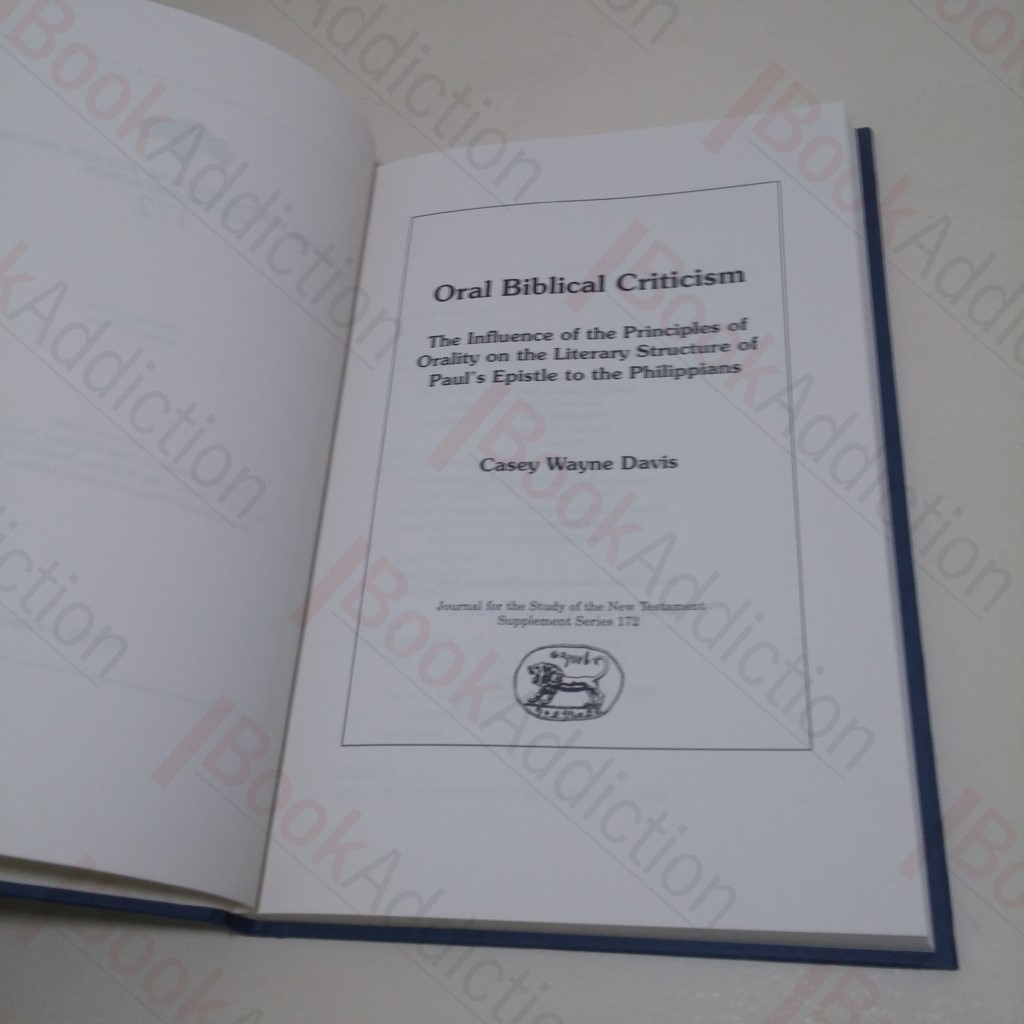 Oral Biblical Criticism
The Influence of the Principles of
Orality on the Literary Structure of
Paul's Epistle to the Philippians
Casey Wayne Davis
Journal for the Study of the New Testament
Supplement Series 172
BookAddiction